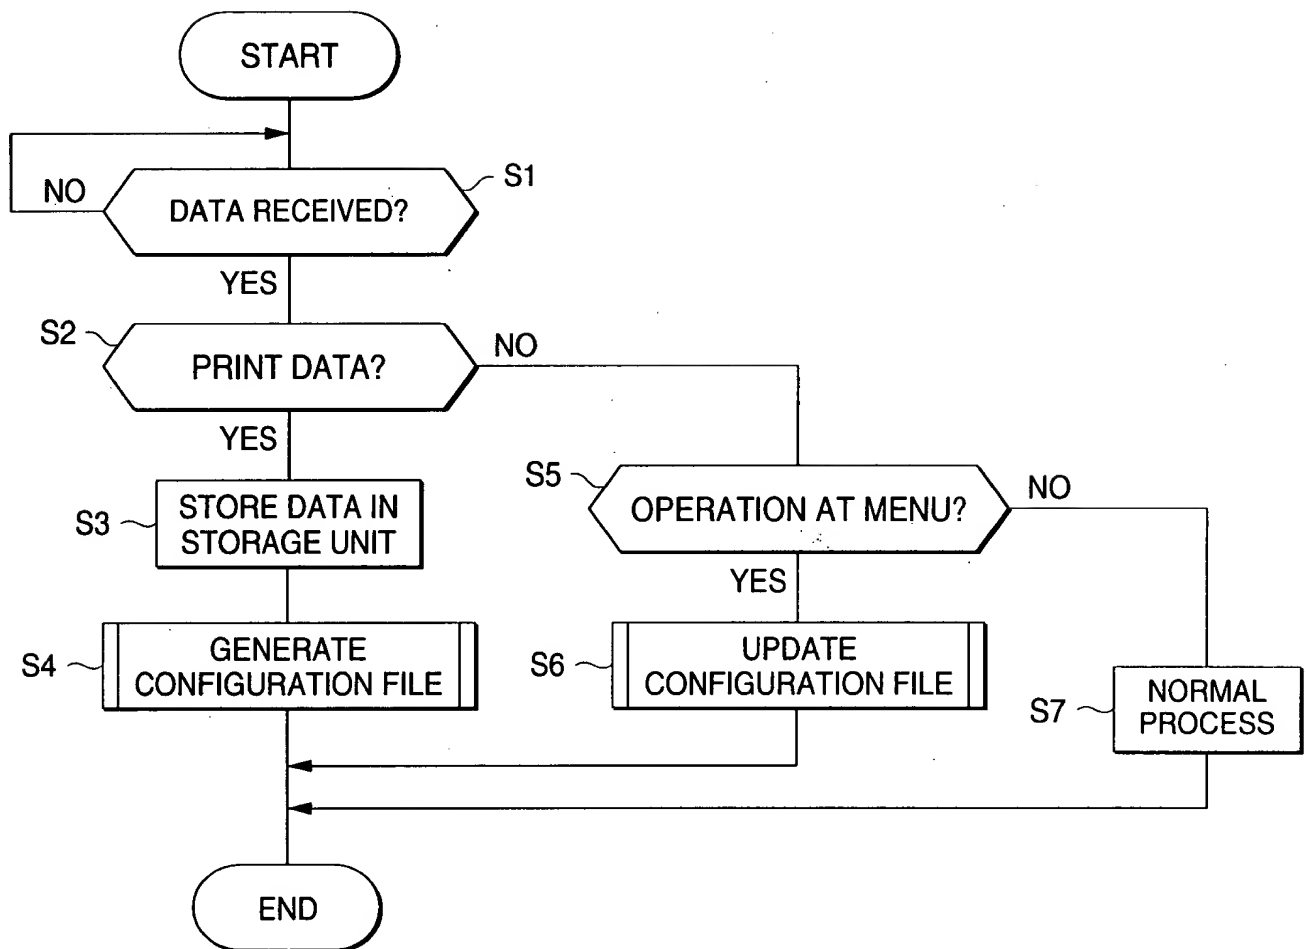 START
NO
S1
DATA RECEIVED?
YES
S2
NO
PRINT DATA?
YES
S5
NO
OPERATION AT MENU?
S3
STORE DATA IN
STORAGE UNIT
YES
S4
GENERATE
CONFIGURATION FILE
S6
UPDATE
CONFIGURATION FILE
S7
NORMAL
PROCESS
END